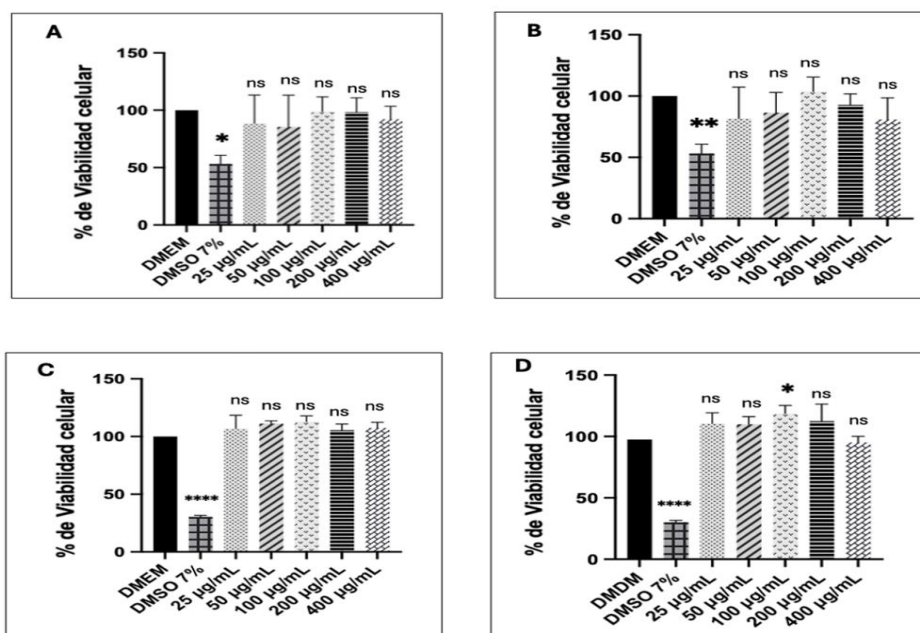 A
% de Viabilidad celular
150
100
50
0
*
ns
ns
ns
ns
ns
DMEM
DMSO 7%
25 µg/mL
50 µg/mL
100 µg/mL
200 µg/mL
400 µg/mL
B
% de Viabilidad celular
150
100
50
0
**
ns
ns
ns
ns
ns
DMEM
DMSO 7%
25 µg/mL
50 µg/mL
100 µg/mL
200 µg/mL
400 µg/mL
C
% de Viabilidad celular
150
100
50
0
****
ns
ns
ns
ns
ns
DMEM
DMSO 7%
25 µg/mL
50 µg/mL
100 µg/mL
200 µg/mL
400 µg/mL
D
% de Viabilidad celular
150
100
50
0
****
ns
ns
*
ns
ns
DMDM
DMSO 7%
25 µg/mL
50 µg/mL
100 µg/mL
200 µg/mL
400 µg/mL